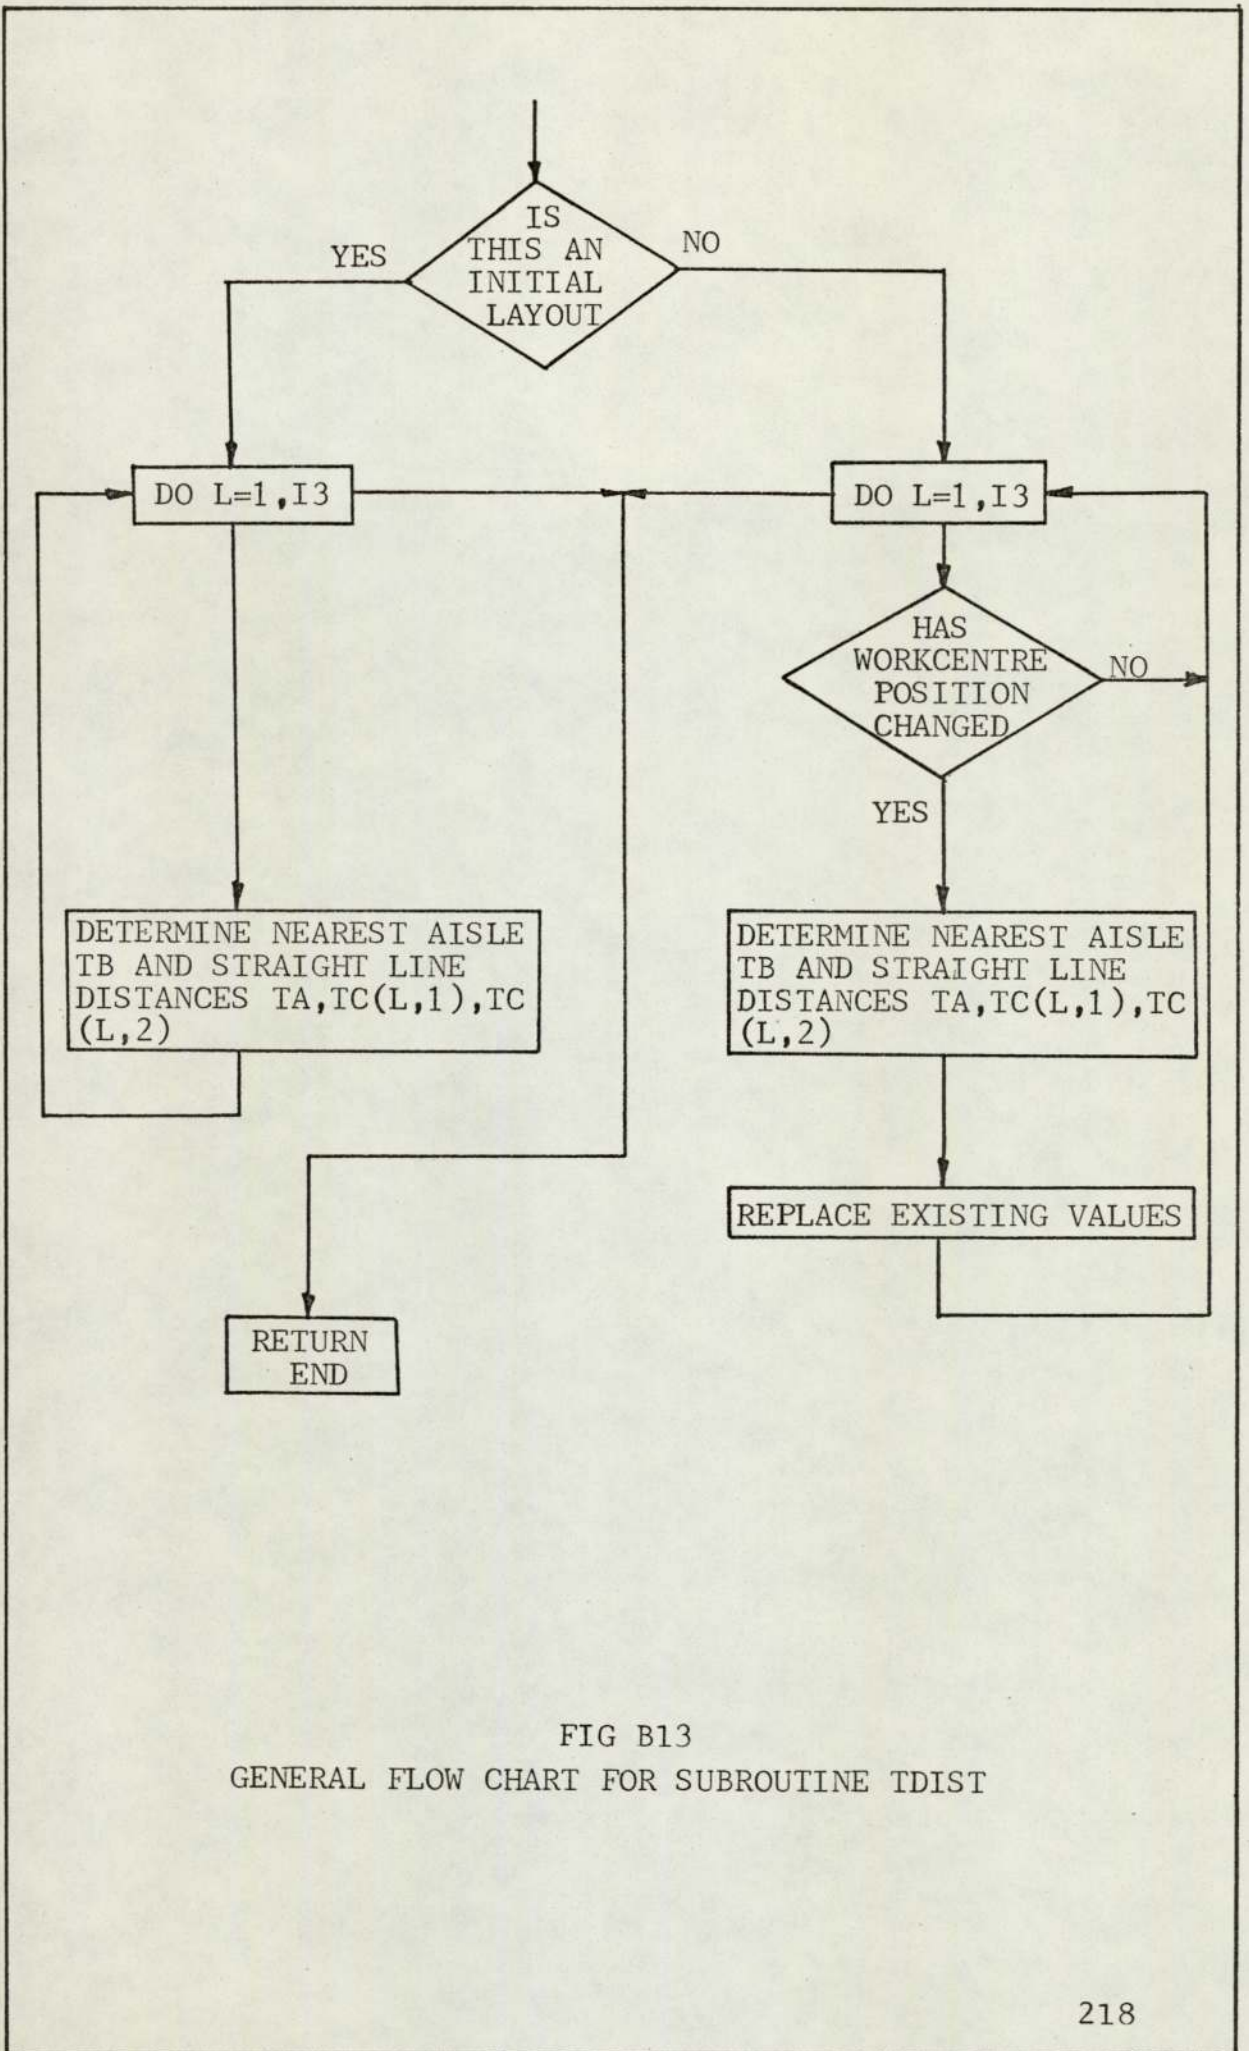 IS
THIS AN
INITIAL
LAYOUT
YES
NO
DO L=1,I3
DO L=1,I3
HAS
WORKCENTRE
POSITION
CHANGED
NO
YES
DETERMINE NEAREST AISLE
TB AND STRAIGHT LINE
DISTANCES TA,TC(L,1),TC
(L,2)
DETERMINE NEAREST AISLE
TB AND STRAIGHT LINE
DISTANCES TA,TC(L,1),TC
(L,2)
REPLACE EXISTING VALUES
RETURN
END
FIG B13
GENERAL FLOW CHART FOR SUBROUTINE TDIST
218